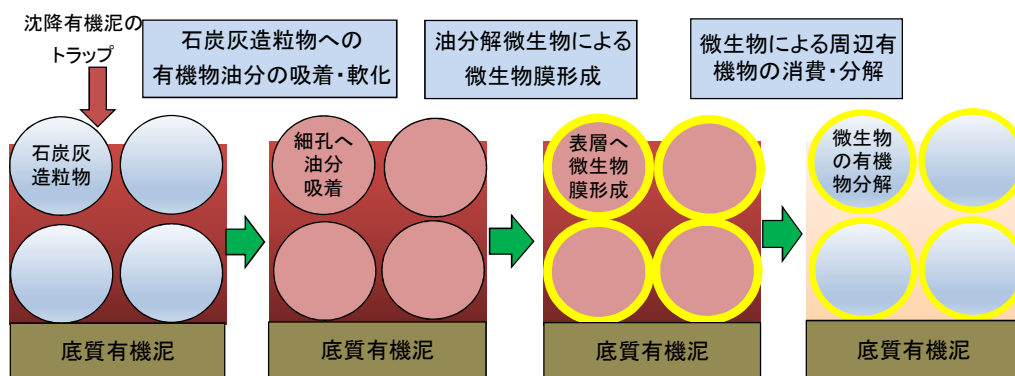 沈降有機泥の
トラップ
石炭灰造粒物への
有機物油分の吸着・軟化
油分解微生物による
微生物膜形成
微生物による周辺有
機物の消費・分解
石炭灰
造粒物
細孔へ
油分
吸着
表層へ
微生物
膜形成
微生物
の有機
物分解
底質有機泥
底質有機泥
底質有機泥
底質有機泥